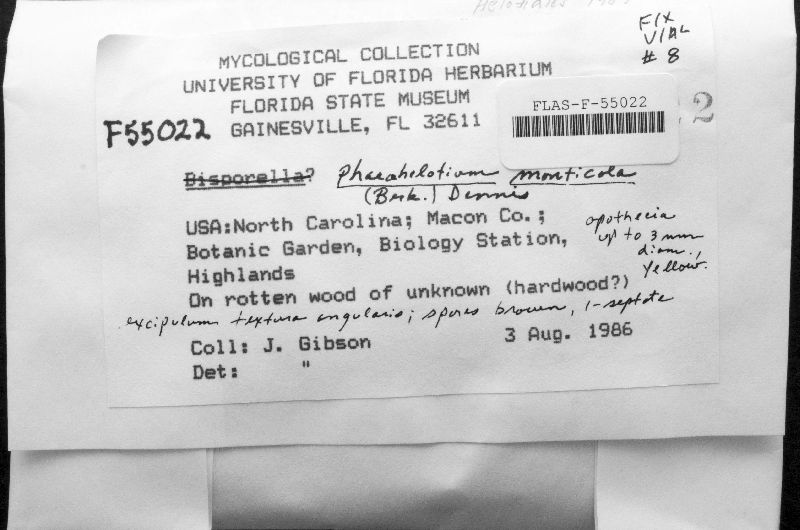 FIX
VIAL
# 8
MYCOLOGICAL COLLECTION
UNIVERSITY OF FLORIDA HERBARIUM
FLORIDA STATE MUSEUM
F55022 GAINESVILLE, FL 32611
FLAS-F-55022
2
Bisporella? Phaeohelotium monticola
(Berk.) Dennis
USA:North Carolina; Macon Co.;
Botanic Garden, Biology Station,
Highlands
apothecia
up to 3 mm
diam.,
yellow.
On rotten wood of unknown (hardwood?)
excipulum textura angularis; spores brown, 1-septate
Coll: J. Gibson 3 Aug. 1986
Det: "